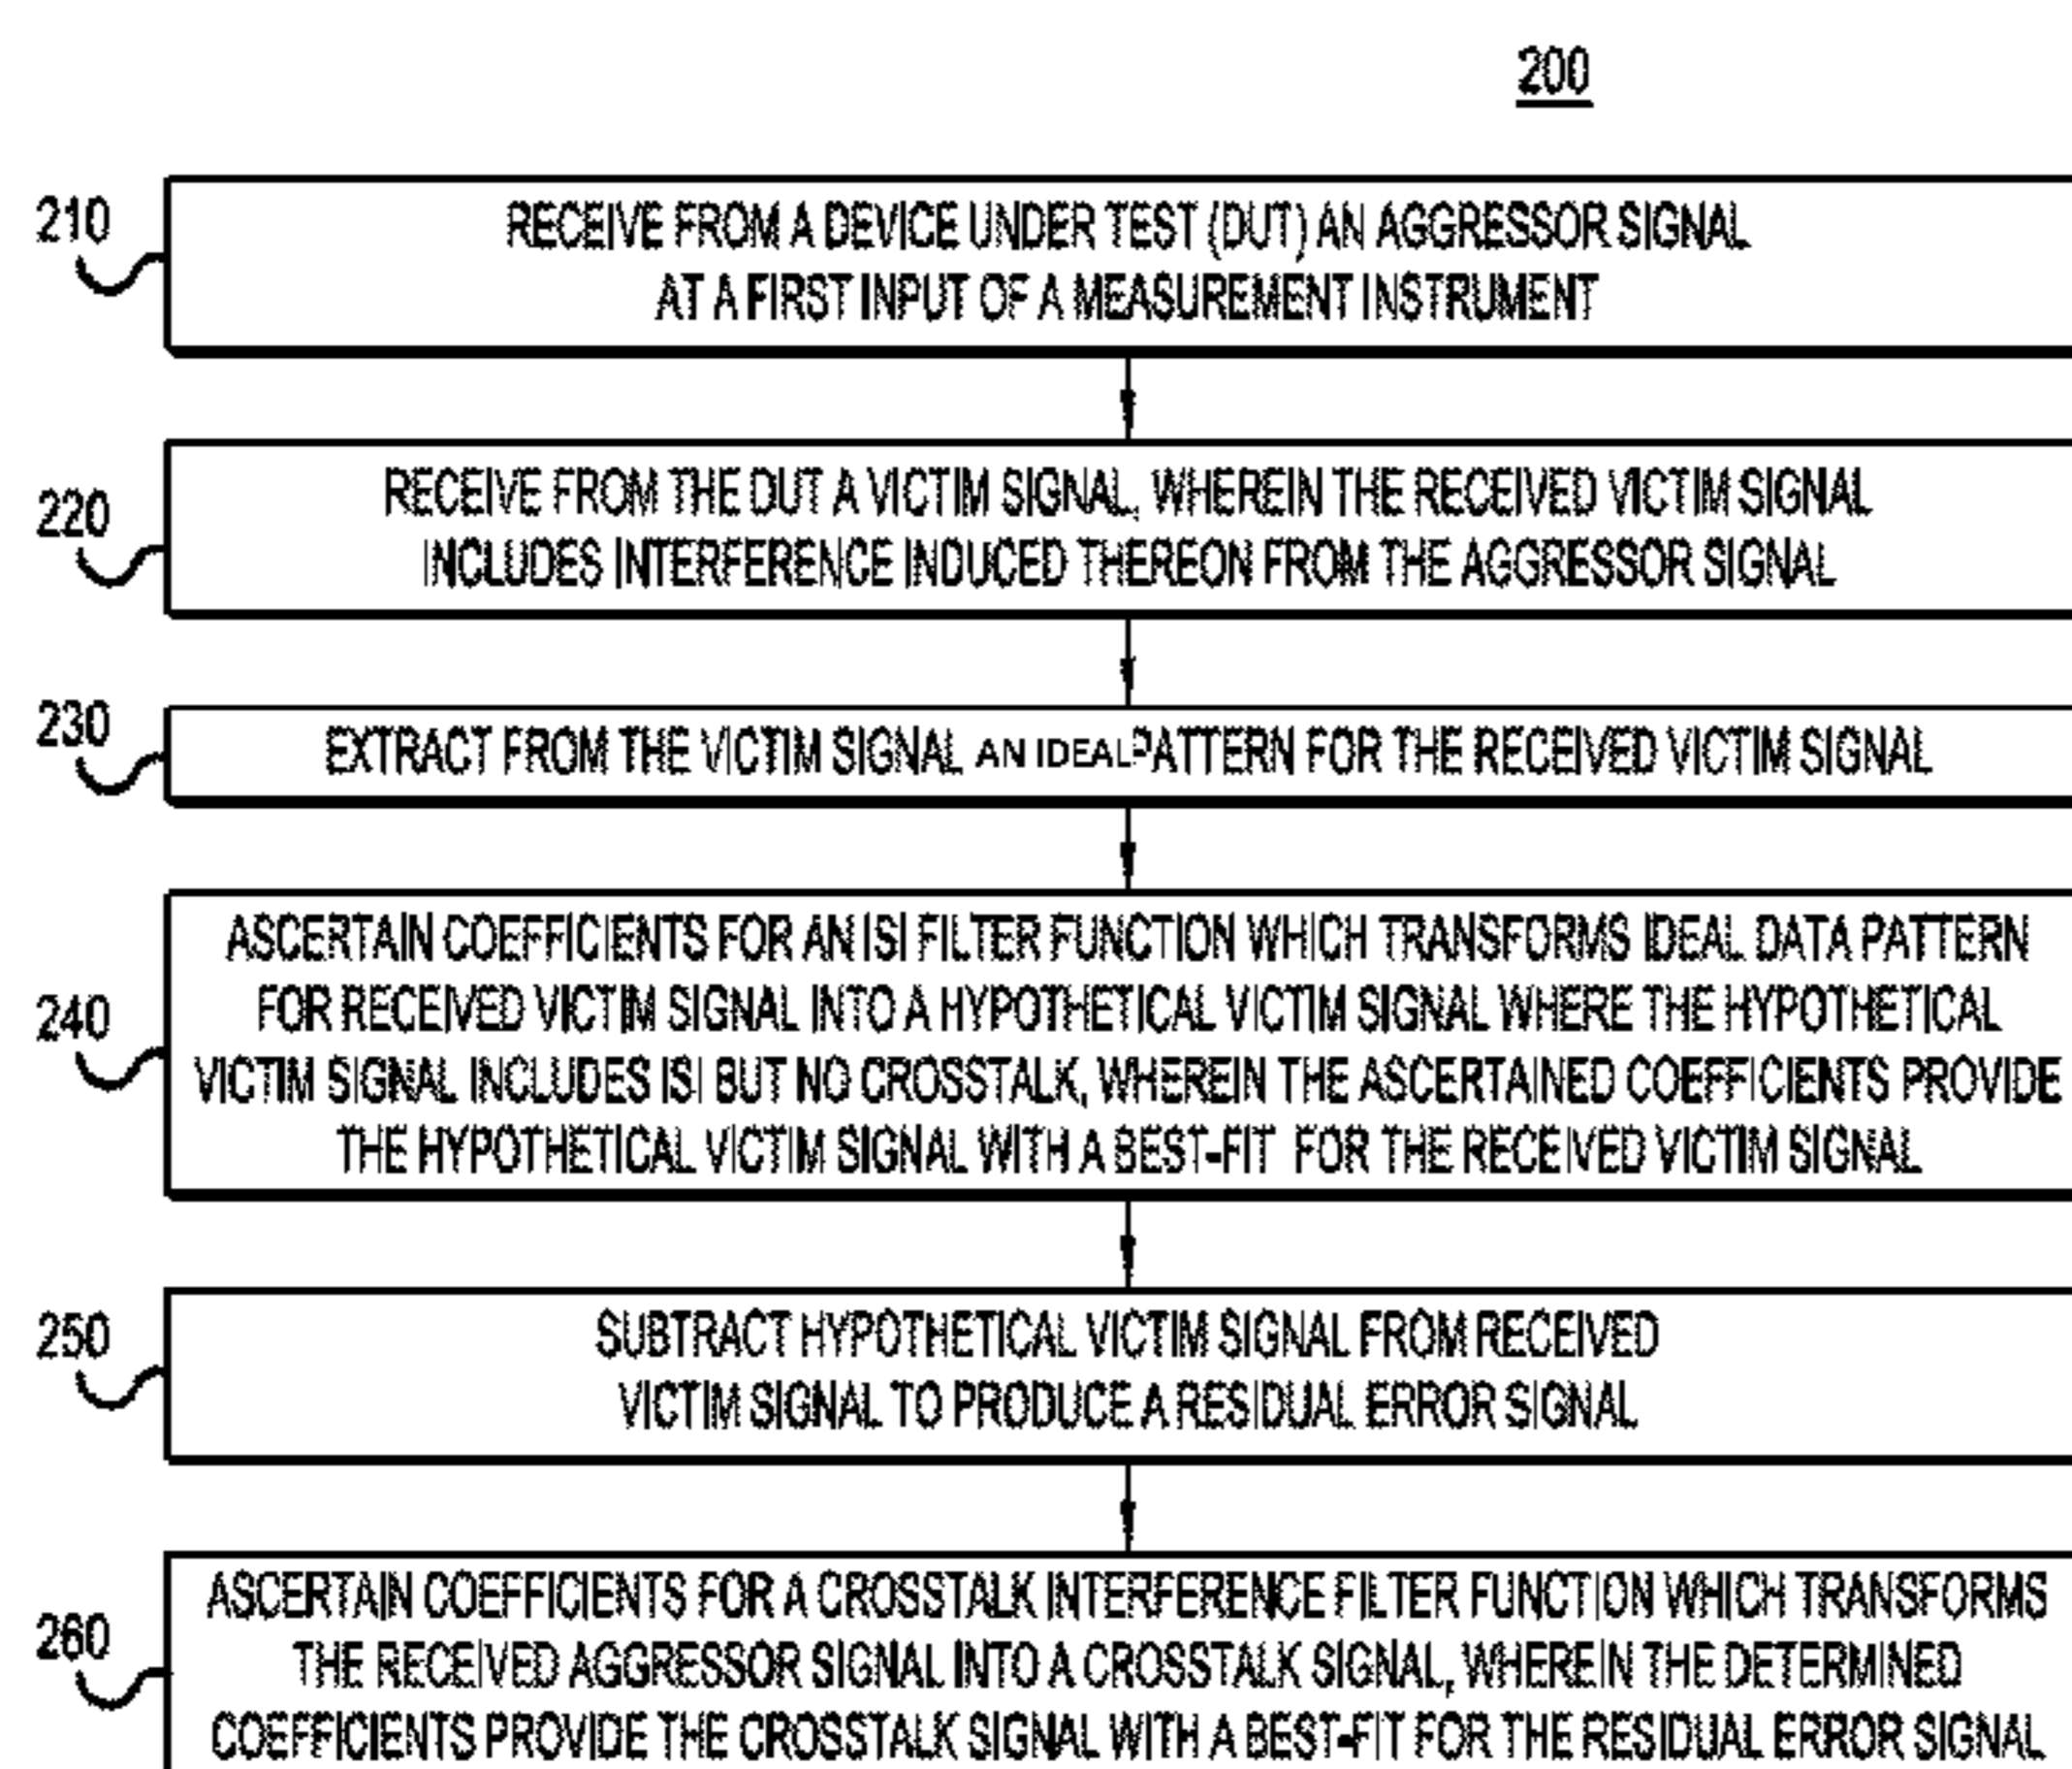 200
210
RECEIVE FROM A DEVICE UNDER TEST (DUT) AN AGGRESSOR SIGNAL
AT A FIRST INPUT OF A MEASUREMENT INSTRUMENT
220
RECEIVE FROM THE DUT A VICTIM SIGNAL, WHEREIN THE RECEIVED VICTIM SIGNAL
INCLUDES INTERFERENCE INDUCED THEREON FROM THE AGGRESSOR SIGNAL
230
EXTRACT FROM THE VICTIM SIGNAL AN IDEAL PATTERN FOR THE RECEIVED VICTIM SIGNAL
240
ASCERTAIN COEFFICIENTS FOR AN ISI FILTER FUNCTION WHICH TRANSFORMS IDEAL DATA PATTERN
FOR RECEIVED VICTIM SIGNAL INTO A HYPOTHETICAL VICTIM SIGNAL WHERE THE HYPOTHETICAL
VICTIM SIGNAL INCLUDES ISI BUT NO CROSSTALK, WHEREIN THE ASCERTAINED COEFFICIENTS PROVIDE
THE HYPOTHETICAL VICTIM SIGNAL WITH A BEST-FIT FOR THE RECEIVED VICTIM SIGNAL
250
SUBTRACT HYPOTHETICAL VICTIM SIGNAL FROM RECEIVED
VICTIM SIGNAL TO PRODUCE A RESIDUAL ERROR SIGNAL
260
ASCERTAIN COEFFICIENTS FOR A CROSSTALK INTERFERENCE FILTER FUNCTION WHICH TRANSFORMS
THE RECEIVED AGGRESSOR SIGNAL INTO A CROSSTALK SIGNAL, WHEREIN THE DETERMINED
COEFFICIENTS PROVIDE THE CROSSTALK SIGNAL WITH A BEST-FIT FOR THE RESIDUAL ERROR SIGNAL